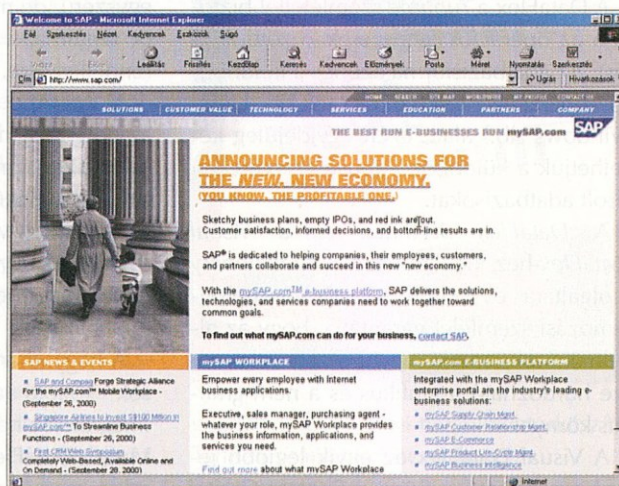 Welcome to SAP - Microsoft Internet Explorer
Fájl Szerkesztés Nézet Kedvencek Eszközök Súgó
Vissza Leállítás Frissítés Kezdőlap Keresés Kedvencek Előzmények Posta Méret Nyomtatás Szerkesztés
Cím http://www.sap.com/ Ugrás Hivatkozások
HOME SEARCH SITE MAP WORLDWIDE MY PROFILE CONTACT US
SOLUTIONS CUSTOMER VALUE TECHNOLOGY SERVICES EDUCATION PARTNERS COMPANY
THE BEST RUN E-BUSINESSES RUN mySAP.com SAP
ANNOUNCING SOLUTIONS FOR
THE NEW, NEW ECONOMY.
(YOU KNOW, THE PROFITABLE ONE.)
Sketchy business plans, empty IPOs, and red ink are out.
Customer satisfaction, informed decisions, and bottom-line results are in.
SAP® is dedicated to helping companies, their employees, customers,
and partners collaborate and succeed in this new "new economy."
With the mySAP.com™ e-business platform, SAP delivers the solutions,
technologies, and services companies need to work together toward
common goals.
To find out what mySAP.com can do for your business, contact SAP.
SAP NEWS & EVENTS
SAP and Compaq Forge Strategic Alliance
For the mySAP.com™ Mobile Workplace -
(September 26, 2000)
Singapore Airlines to Invest S$100 Million in
mySAP.com™ To Streamline Business
Functions - (September 26, 2000)
First CRM Web Symposium
Completely Web-Based, Available Online and
On Demand - (September 20, 2000)
mySAP WORKPLACE
Empower every employee with Internet
business applications.
Executive, sales manager, purchasing agent -
whatever your role, mySAP Workplace provides
the business information, applications, and
services you need.
Find out more about what mySAP Workplace
mySAP.com E-BUSINESS PLATFORM
Integrated with the mySAP Workplace
enterprise portal are the industry's leading e-
business solutions:
mySAP Supply Chain Mgmt.
mySAP Customer Relationship Mgmt.
mySAP E-Commerce
mySAP Product Life-Cycle Mgmt.
mySAP Business Intelligence
Internet